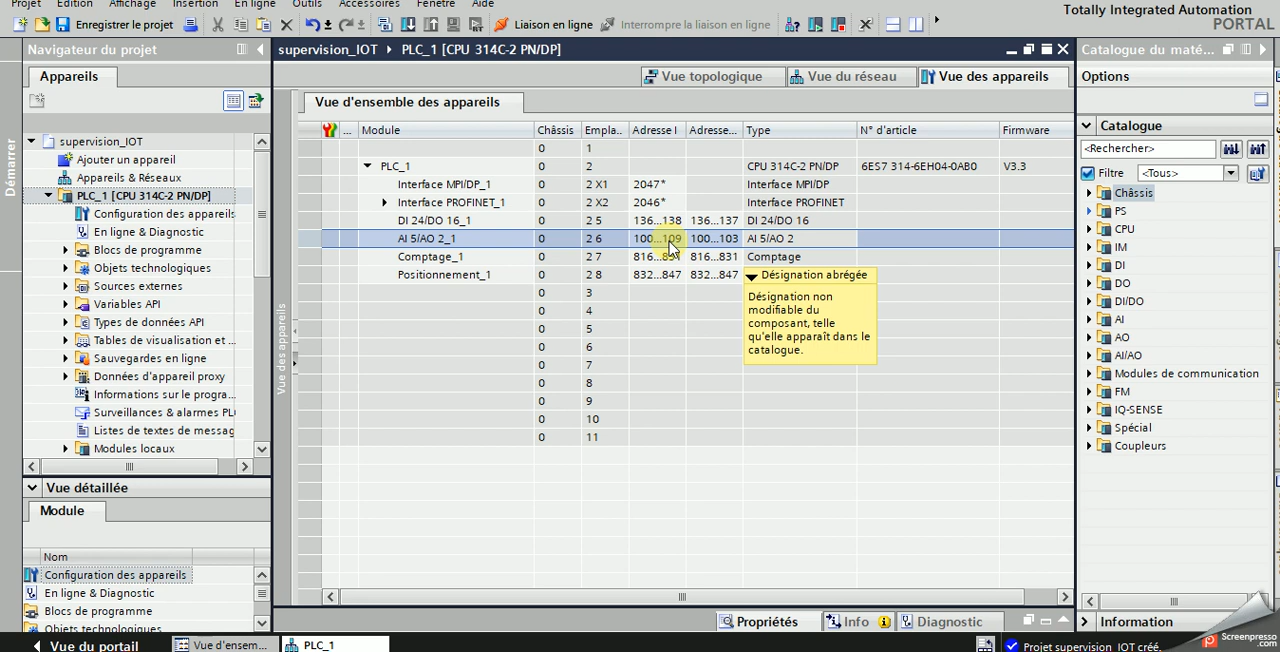 Projet Edition Affichage Insertion En ligne Outils Accessoires Fenêtre Aide
Totally Integrated Automation
PORTAL
Enregistrer le projet
Liaison en ligne
Interrompre la liaison en ligne
Navigateur du projet
supervision_IOT
PLC_1 [CPU 314C-2 PN/DP]
Catalogue du maté...
Appareils
Vue topologique
Vue du réseau
Vue des appareils
Options
Vue d'ensemble des appareils
Démarrer
Module Châssis Empla... Adresse I Adresse... Type N° d'article Firmware
0 1
PLC_1 0 2 CPU 314C-2 PN/DP 6ES7 314-6EH04-0AB0 V3.3
Interface MPI/DP_1 0 2 X1 2047* Interface MPI/DP
Interface PROFINET_1 0 2 X2 2046* Interface PROFINET
DI 24/DO 16_1 0 2 5 136...138 136...137 DI 24/DO 16
AI 5/AO 2_1 0 2 6 100...109 100...103 AI 5/AO 2
Comptage_1 0 2 7 816... 816...831 Comptage
Positionnement_1 0 2 8 832...847 832...847
0 3
0 4
0 5
0 6
0 7
0 8
0 9
0 10
0 11
Désignation abrégée
Désignation non
modifiable du
composant, telle
qu'elle apparaît dans le
catalogue.
Vue des appareils
supervision_IOT
Ajouter un appareil
Appareils & Réseaux
PLC_1 [CPU 314C-2 PN/DP]
Configuration des appareils
En ligne & Diagnostic
Blocs de programme
Objets technologiques
Sources externes
Variables API
Types de données API
Tables de visualisation et ...
Sauvegardes en ligne
Données d'appareil proxy
Informations sur le progra...
Surveillances & alarmes PL
Listes de textes de messag
Modules locaux
Vue détaillée
Module
Nom
Configuration des appareils
En ligne & Diagnostic
Blocs de programme
Objets technologiques
Catalogue
<Rechercher>
Filtre
<Tous>
Châssis
PS
CPU
IM
DI
DO
DI/DO
AI
AO
AI/AO
Modules de communication
FM
IQ-SENSE
Spécial
Coupleurs
Information
Propriétés
Info
Diagnostic
Vue du portail
Vue d'ensem...
PLC_1
Projet supervision_IOT créé.
Screenpresso
.com